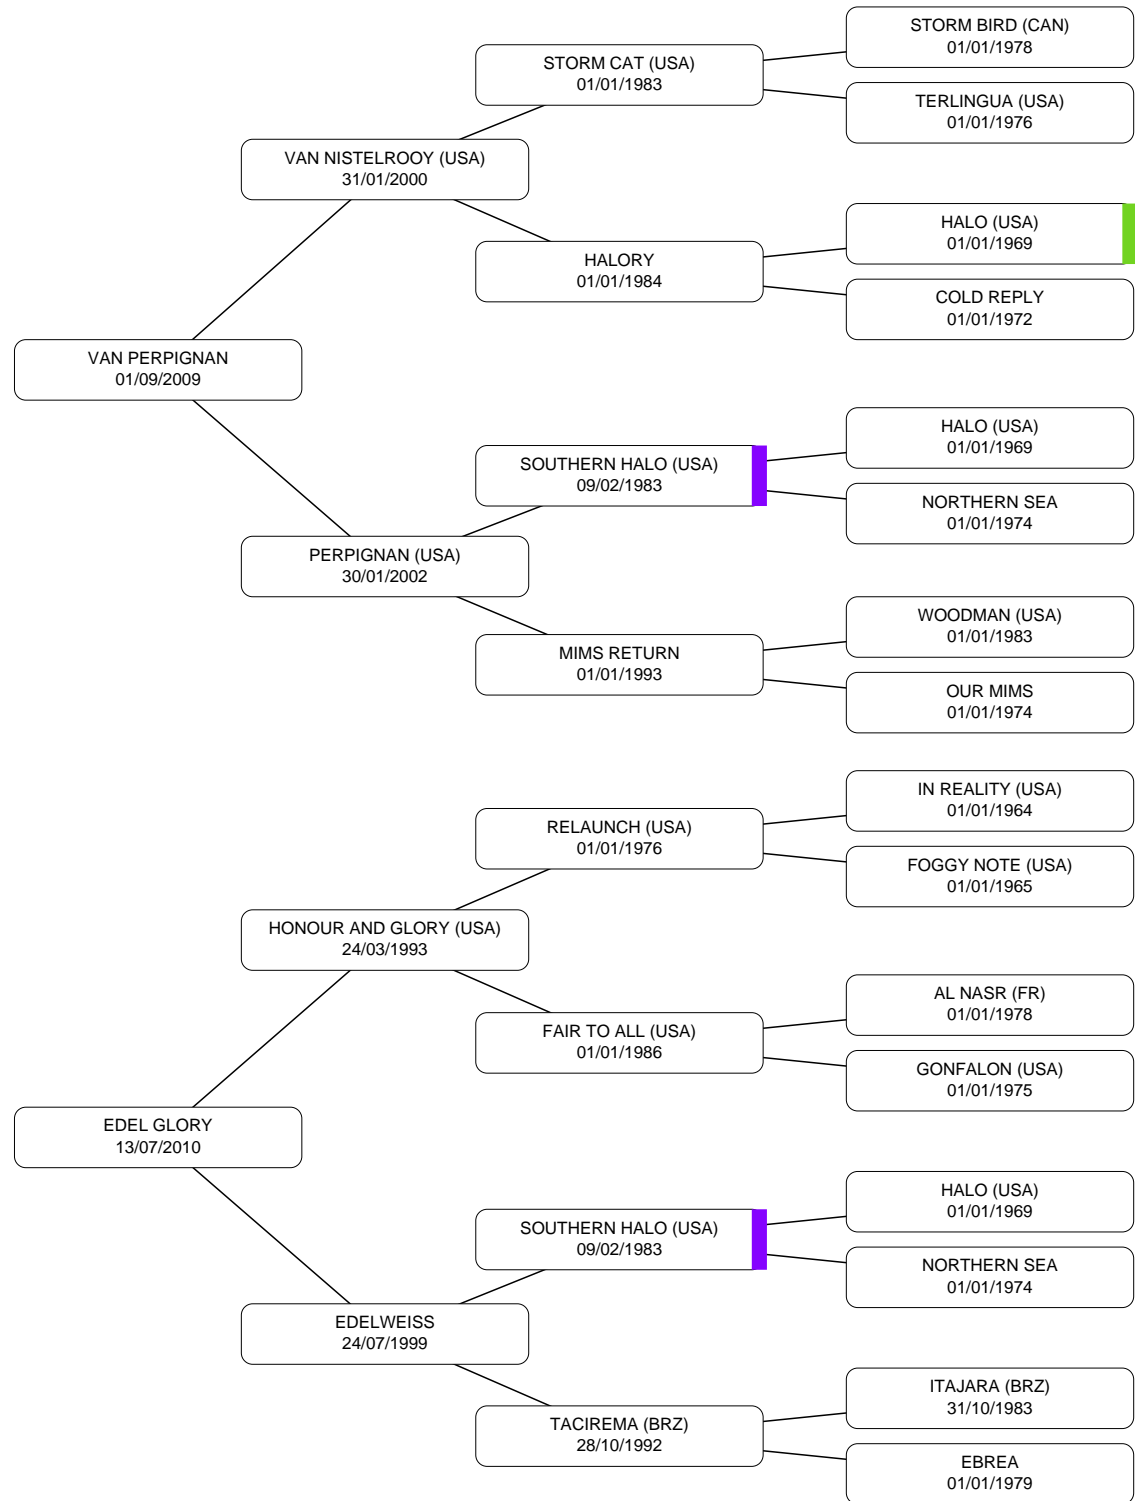 STORM BIRD (CAN)
01/01/1978
STORM CAT (USA)
01/01/1983
TERLINGUA (USA)
01/01/1976
VAN NISTELROOY (USA)
31/01/2000
HALO (USA)
01/01/1969
HALORY
01/01/1984
COLD REPLY
01/01/1972
VAN PERPIGNAN
01/09/2009
HALO (USA)
01/01/1969
SOUTHERN HALO (USA)
09/02/1983
NORTHERN SEA
01/01/1974
PERPIGNAN (USA)
30/01/2002
WOODMAN (USA)
01/01/1983
MIMS RETURN
01/01/1993
OUR MIMS
01/01/1974
IN REALITY (USA)
01/01/1964
RELAUNCH (USA)
01/01/1976
FOGGY NOTE (USA)
01/01/1965
HONOUR AND GLORY (USA)
24/03/1993
AL NASR (FR)
01/01/1978
FAIR TO ALL (USA)
01/01/1986
GONFALON (USA)
01/01/1975
EDEL GLORY
13/07/2010
HALO (USA)
01/01/1969
SOUTHERN HALO (USA)
09/02/1983
NORTHERN SEA
01/01/1974
EDELWEISS
24/07/1999
ITAJARA (BRZ)
31/10/1983
TACIREMA (BRZ)
28/10/1992
EBREA
01/01/1979